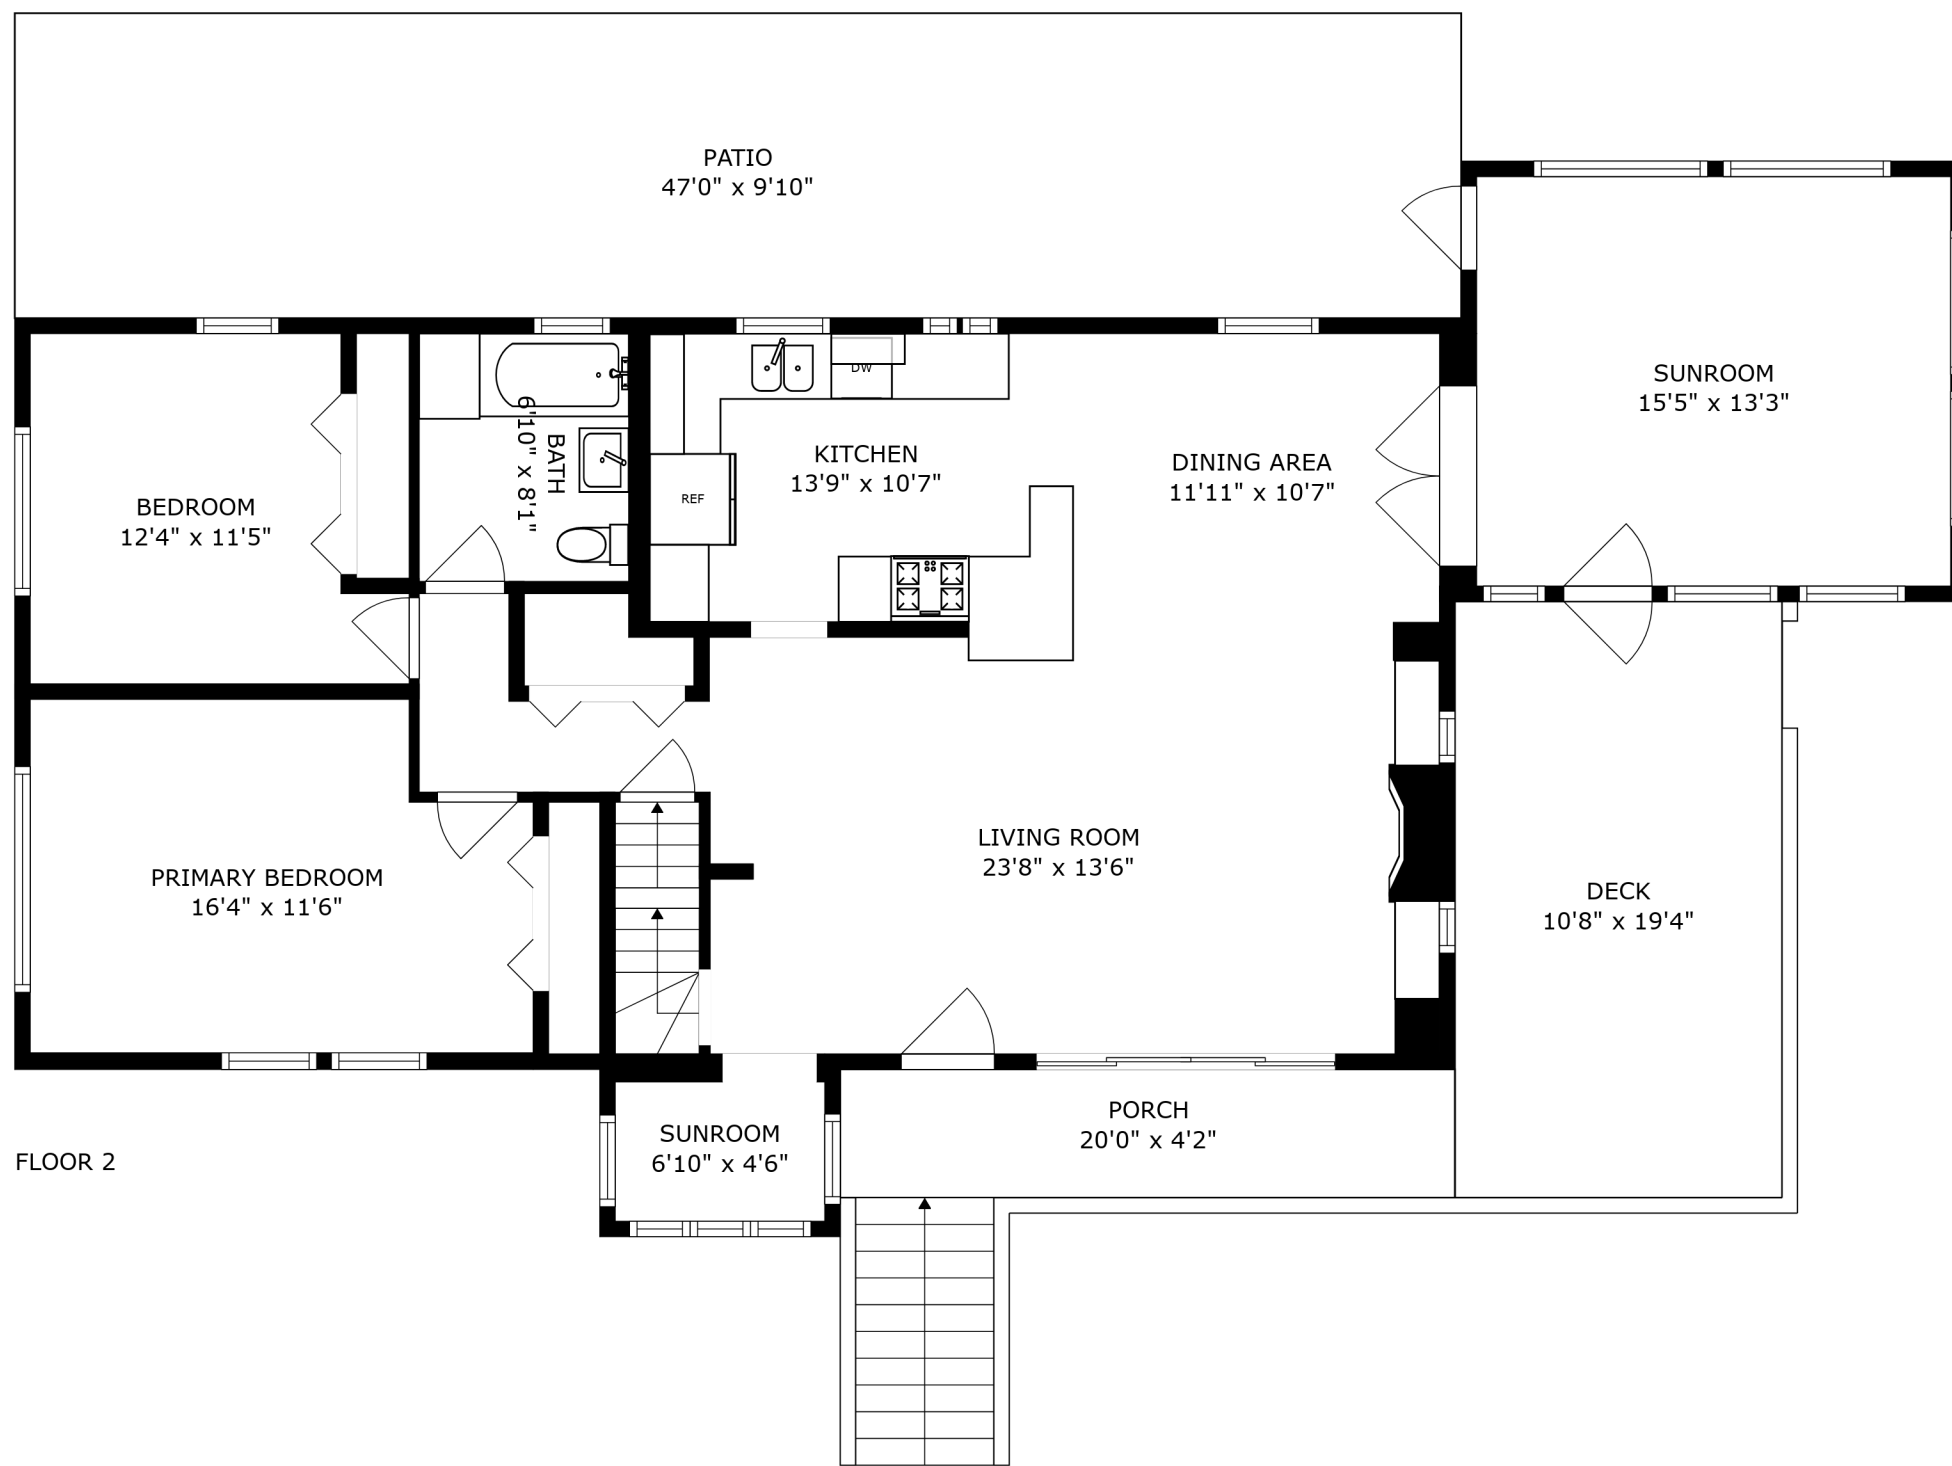 PATIO
47'0" x 9'10"
SUNROOM
15'5" x 13'3"
DW
KITCHEN
13'9" x 10'7"
DINING AREA
11'11" x 10'7"
REF
BATH
6'10" x 8'1"
BEDROOM
12'4" x 11'5"
LIVING ROOM
23'8" x 13'6"
PRIMARY BEDROOM
16'4" x 11'6"
DECK
10'8" x 19'4"
PORCH
20'0" x 4'2"
SUNROOM
6'10" x 4'6"
FLOOR 2